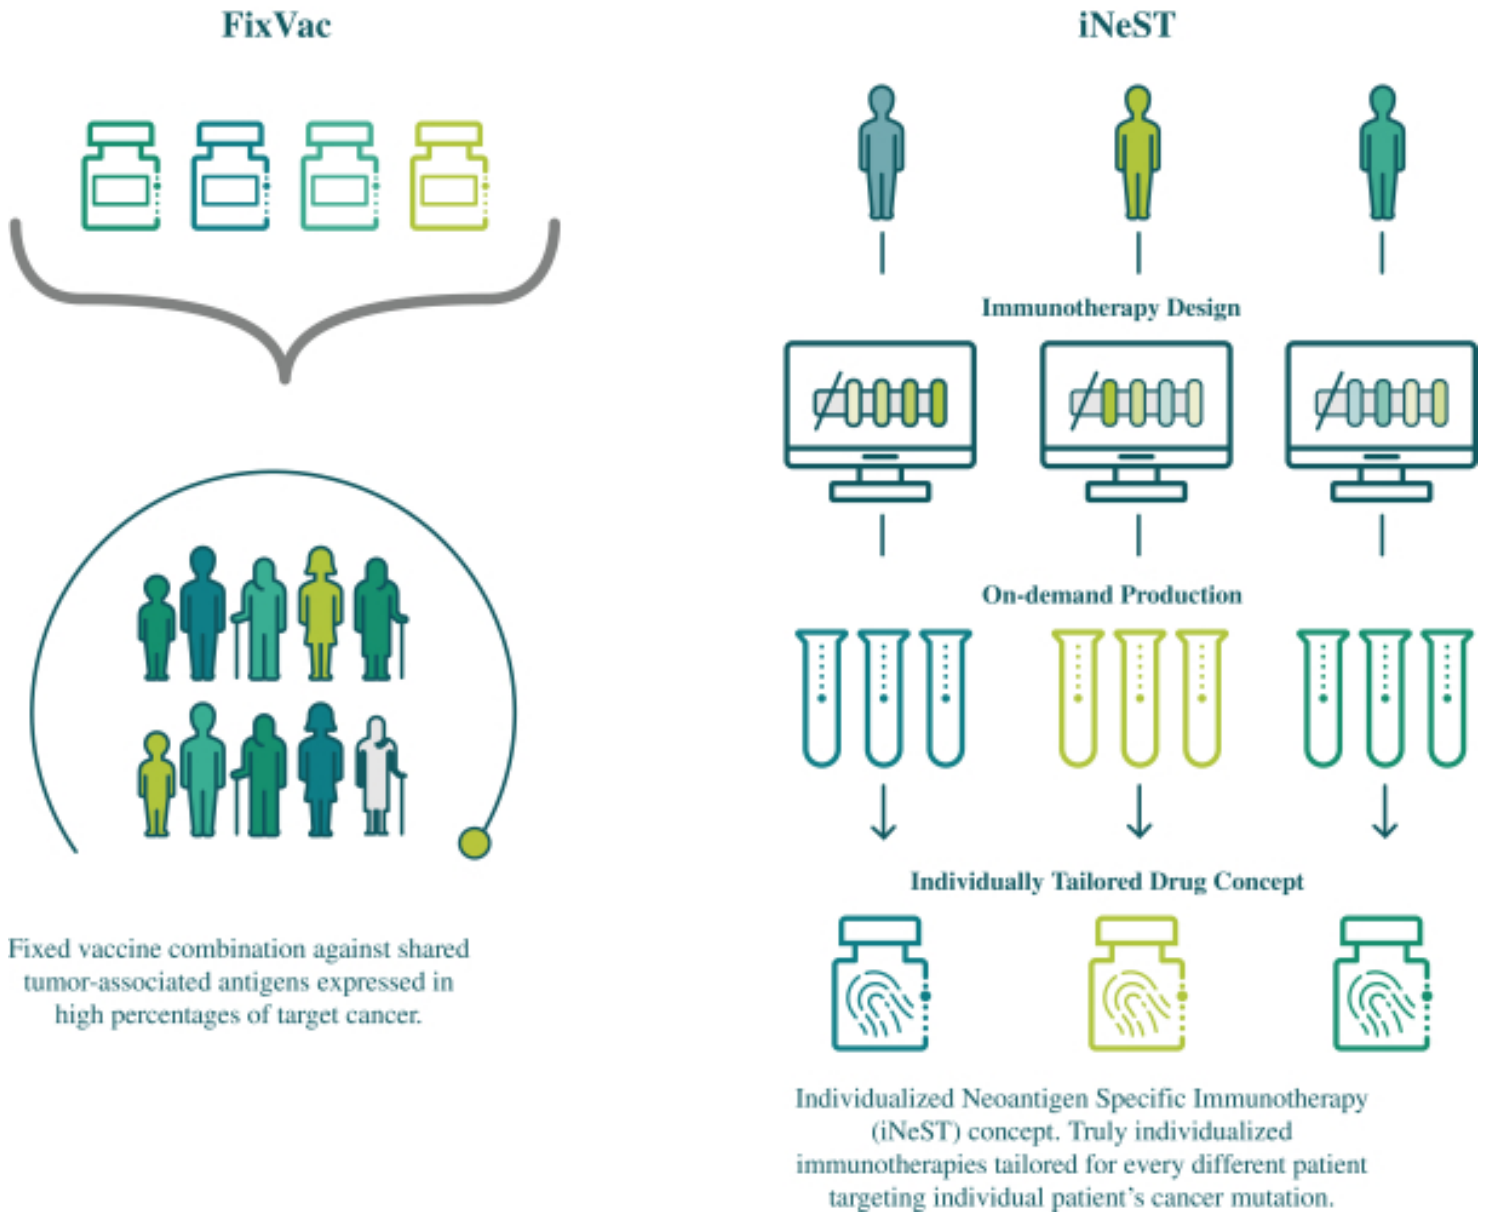 FixVac
Fixed vaccine combination against shared
tumor-associated antigens expressed in
high percentages of target cancer.
iNeST
Immunotherapy Design
On-demand Production
Individually Tailored Drug Concept
Individualized Neoantigen Specific Immunotherapy
(iNeST) concept. Truly individualized
immunotherapies tailored for every different patient
targeting individual patient's cancer mutation.